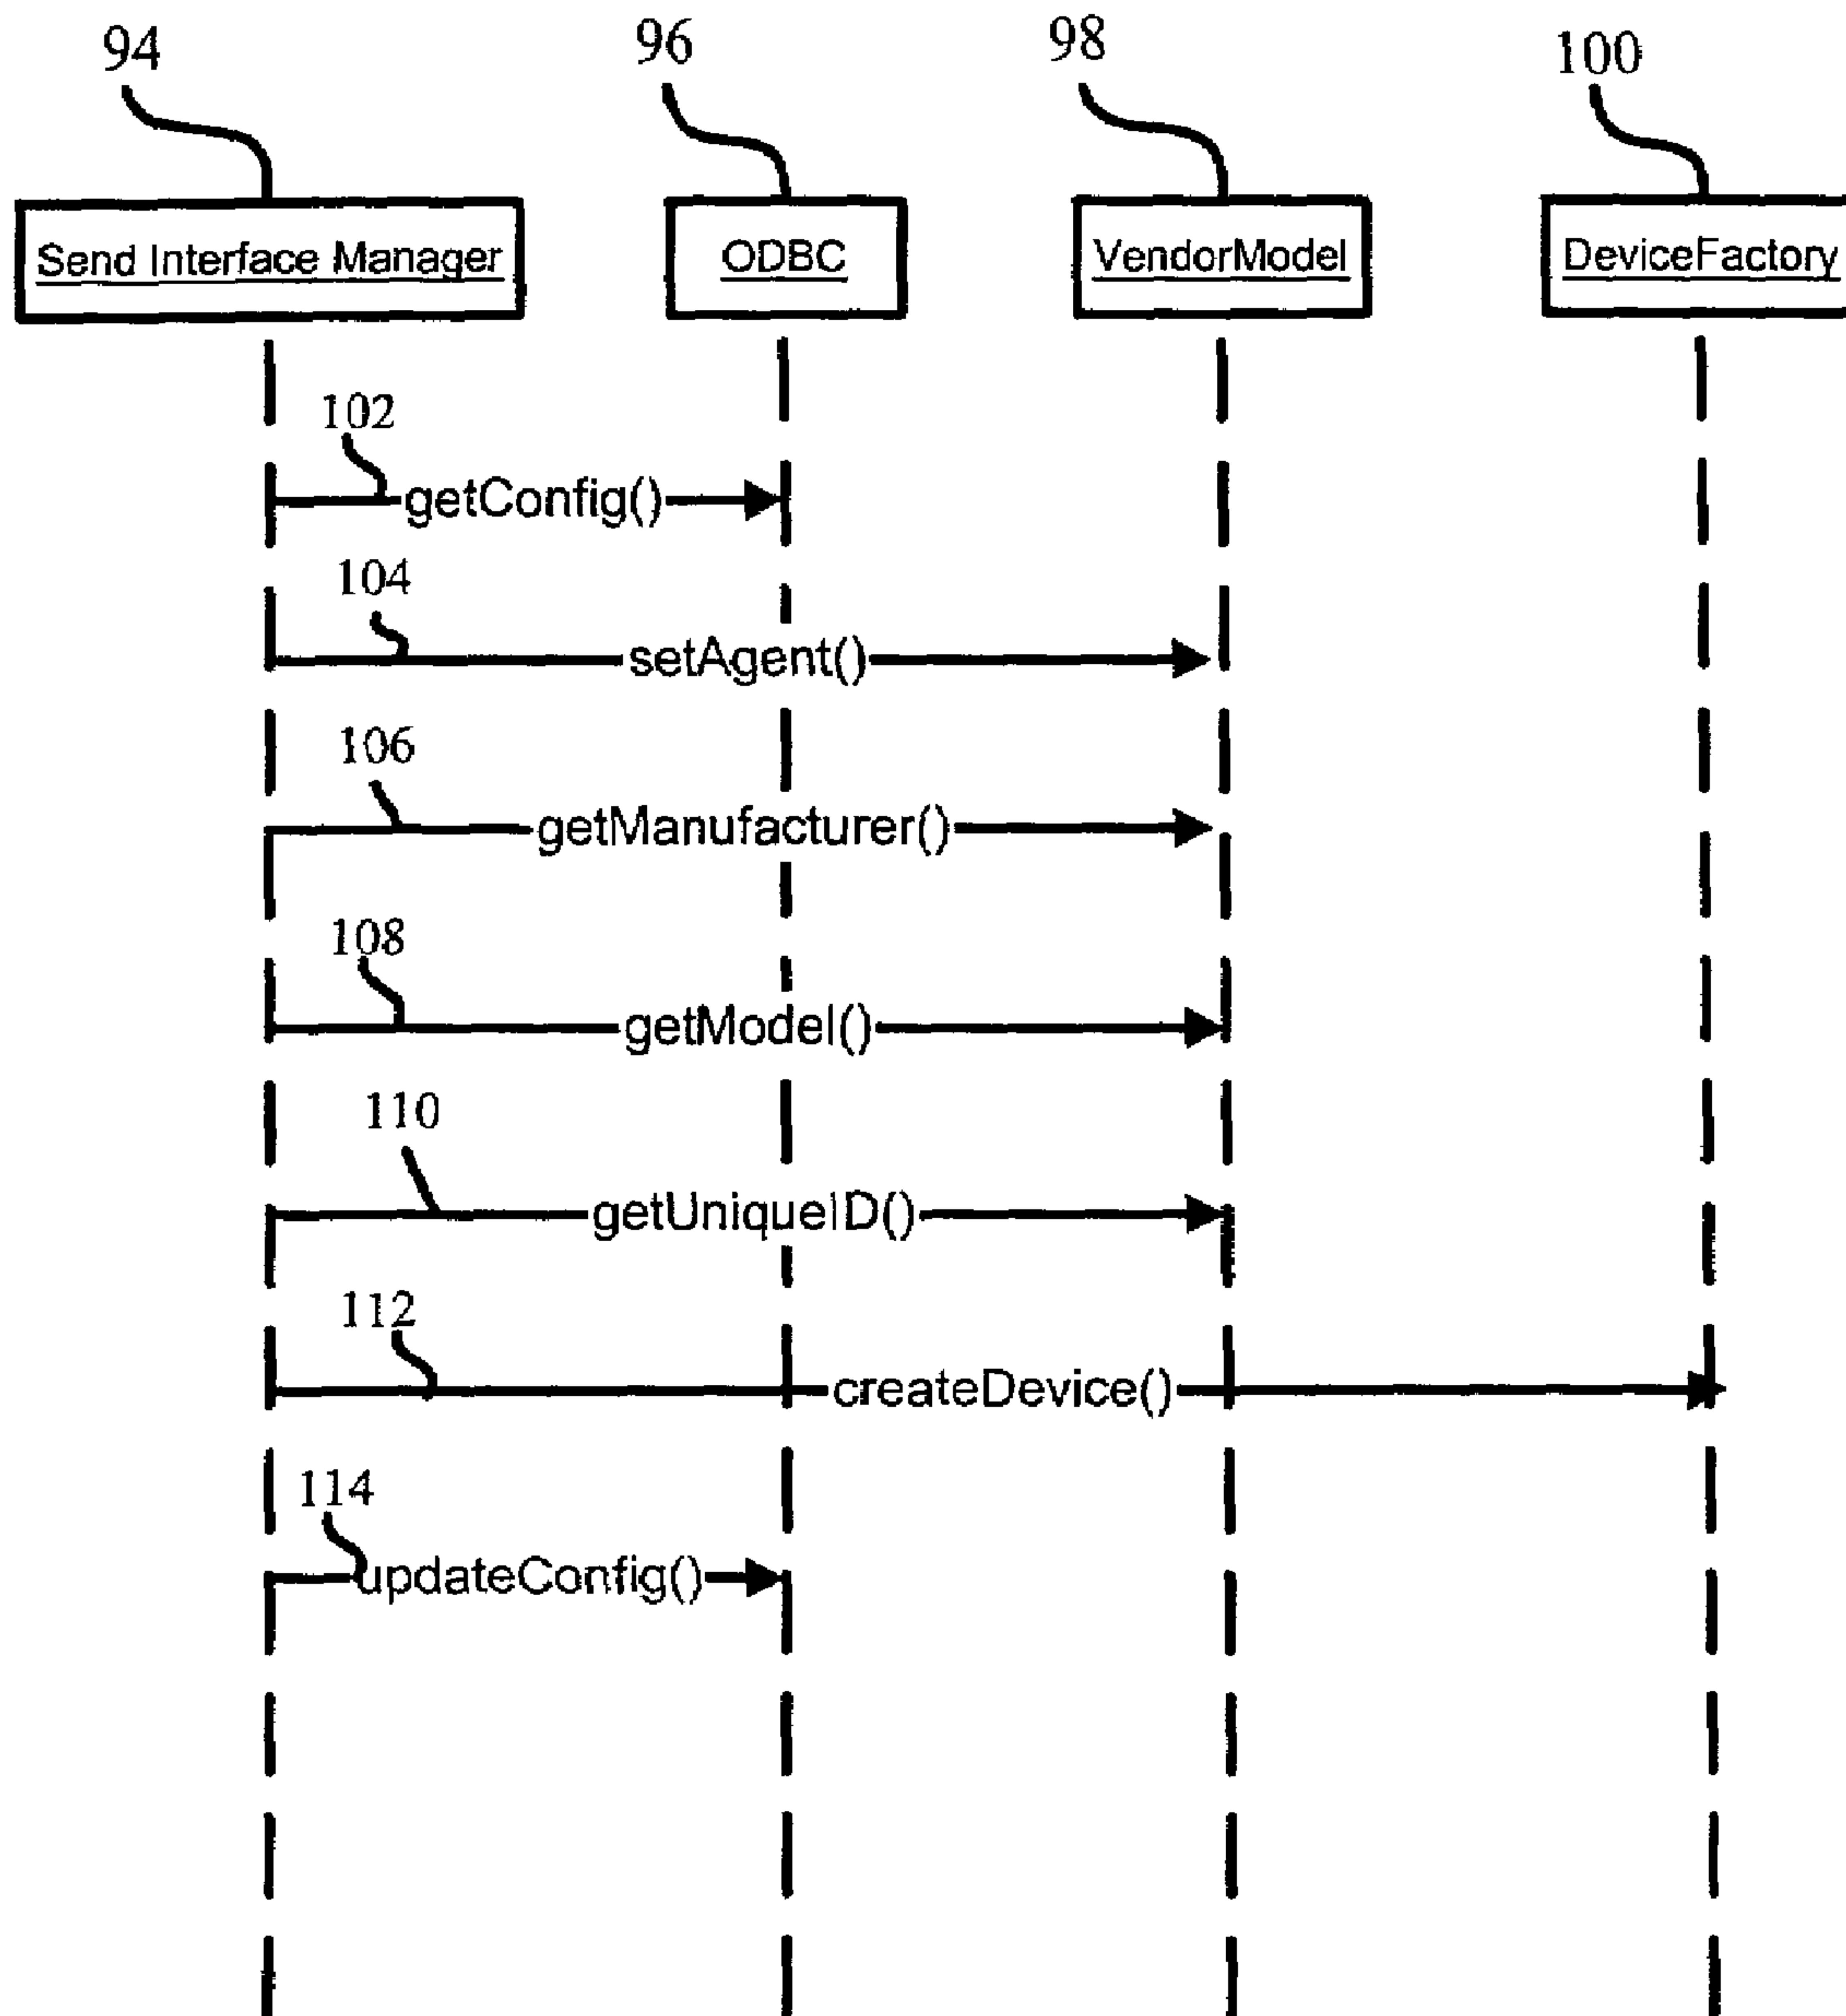 94 96 98 100
Send Interface Manager ODBC VendorModel DeviceFactory
102
getConfig()
104
setAgent()
106
getManufacturer()
108
getModel()
110
getUniqueID()
112
createDevice()
114
updateConfig()